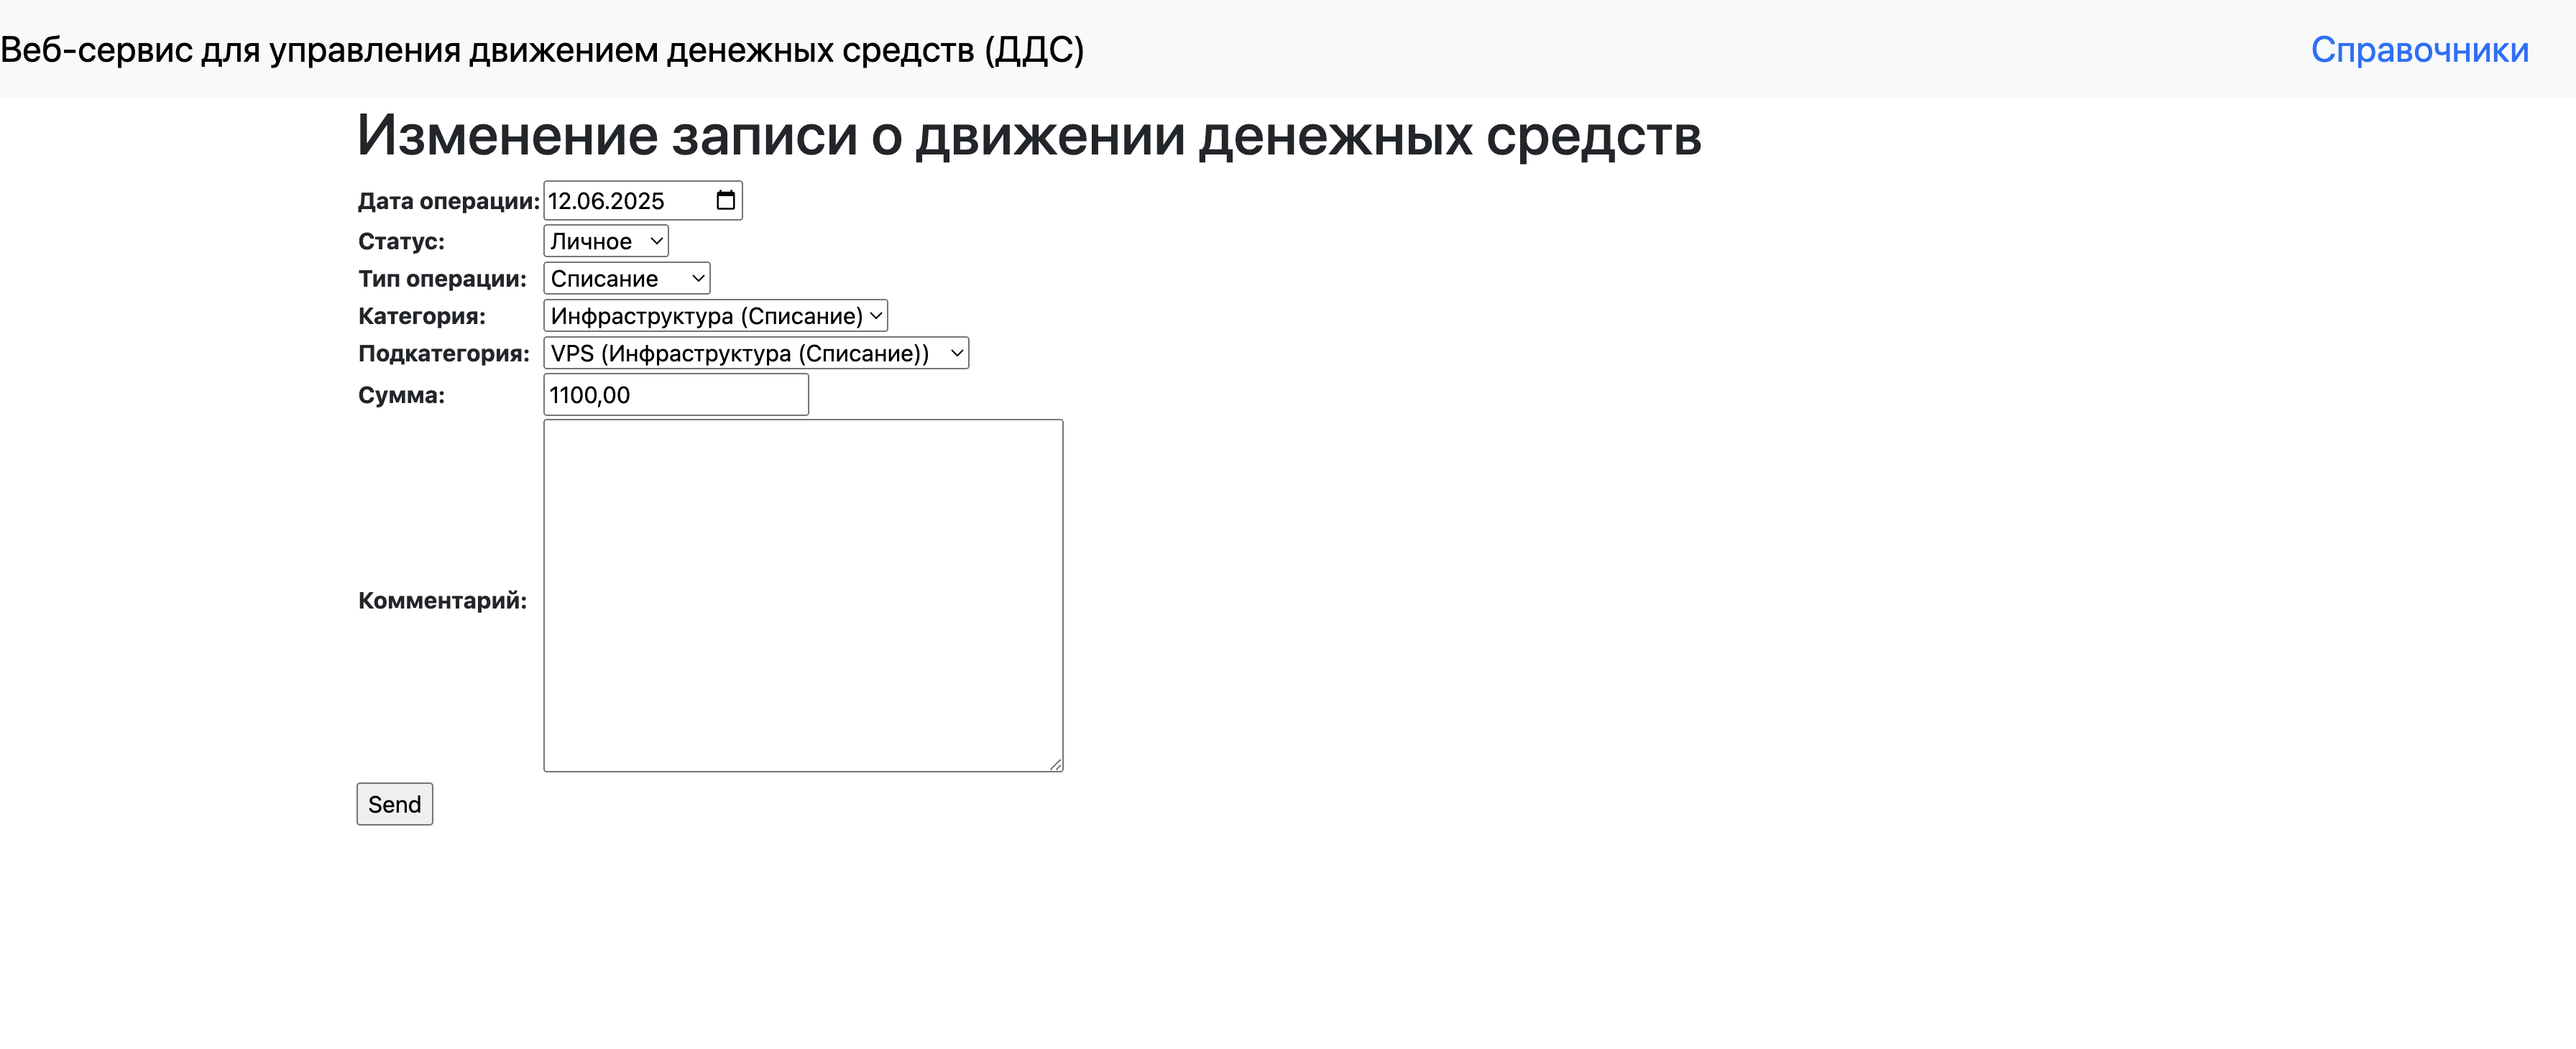 Веб-сервис для управления движением денежных средств (ДДС) Справочники
Изменение записи о движении денежных средств
Дата операции: 12.06.2025
Статус: Личное
Тип операции: Списание
Категория: Инфраструктура (Списание)
Подкатегория: VPS (Инфраструктура (Списание))
Сумма: 1100,00
Комментарий:
Send